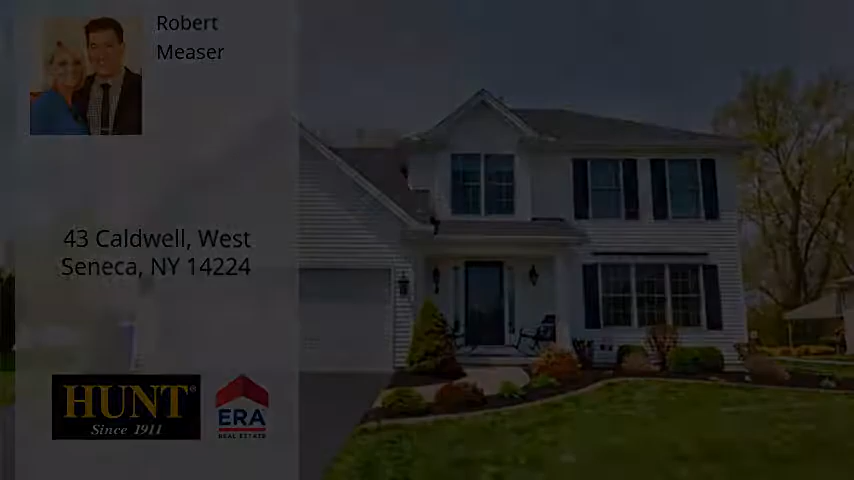 Robert
Measer
43 Caldwell, West
Seneca, NY 14224
HUNT®
Since 1911
ERA
REAL ESTATE